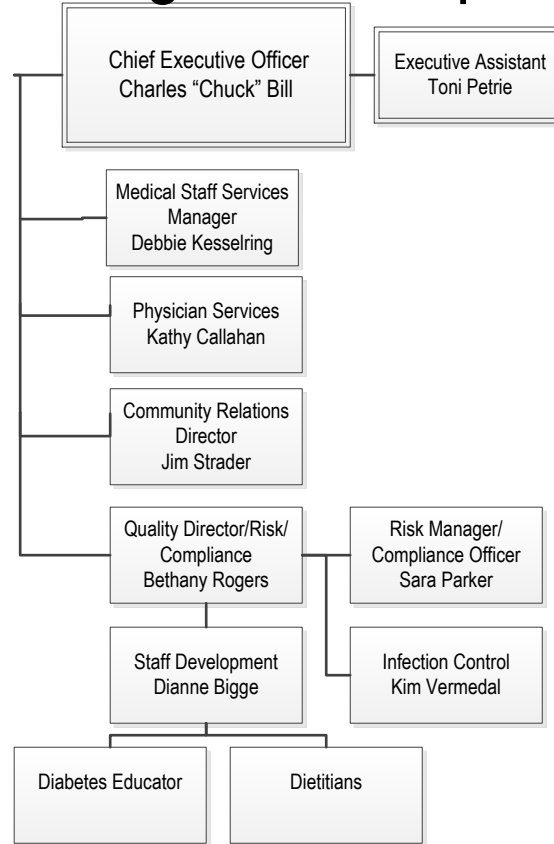 Chief Executive Officer
Charles “Chuck” Bill
Executive Assistant
Toni Petrie
Medical Staff Services
Manager
Debbie Kesselring
Physician Services
Kathy Callahan
Community Relations
Director
Jim Strader
Quality Director/Risk/
Compliance
Bethany Rogers
Risk Manager/
Compliance Officer
Sara Parker
Staff Development
Dianne Bigge
Infection Control
Kim Vermedal
Diabetes Educator
Dietitians